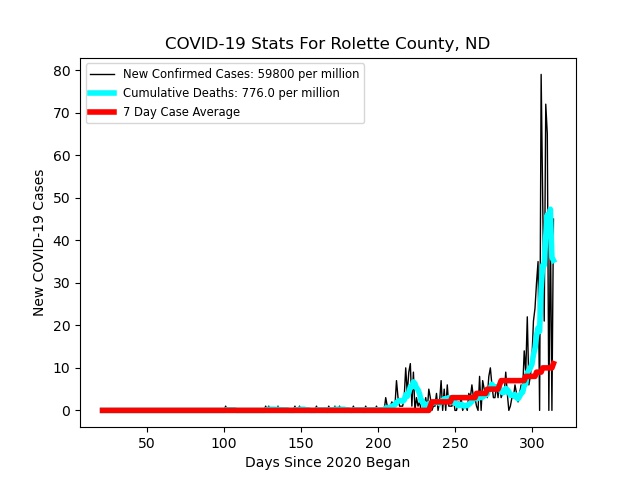 COVID-19 Stats For Rolette County, ND
New Confirmed Cases: 59800 per million
Cumulative Deaths: 776.0 per million
7 Day Case Average
80
70
60
50
40
30
20
10
0
New COVID-19 Cases
50 100 150 200 250 300
Days Since 2020 Began